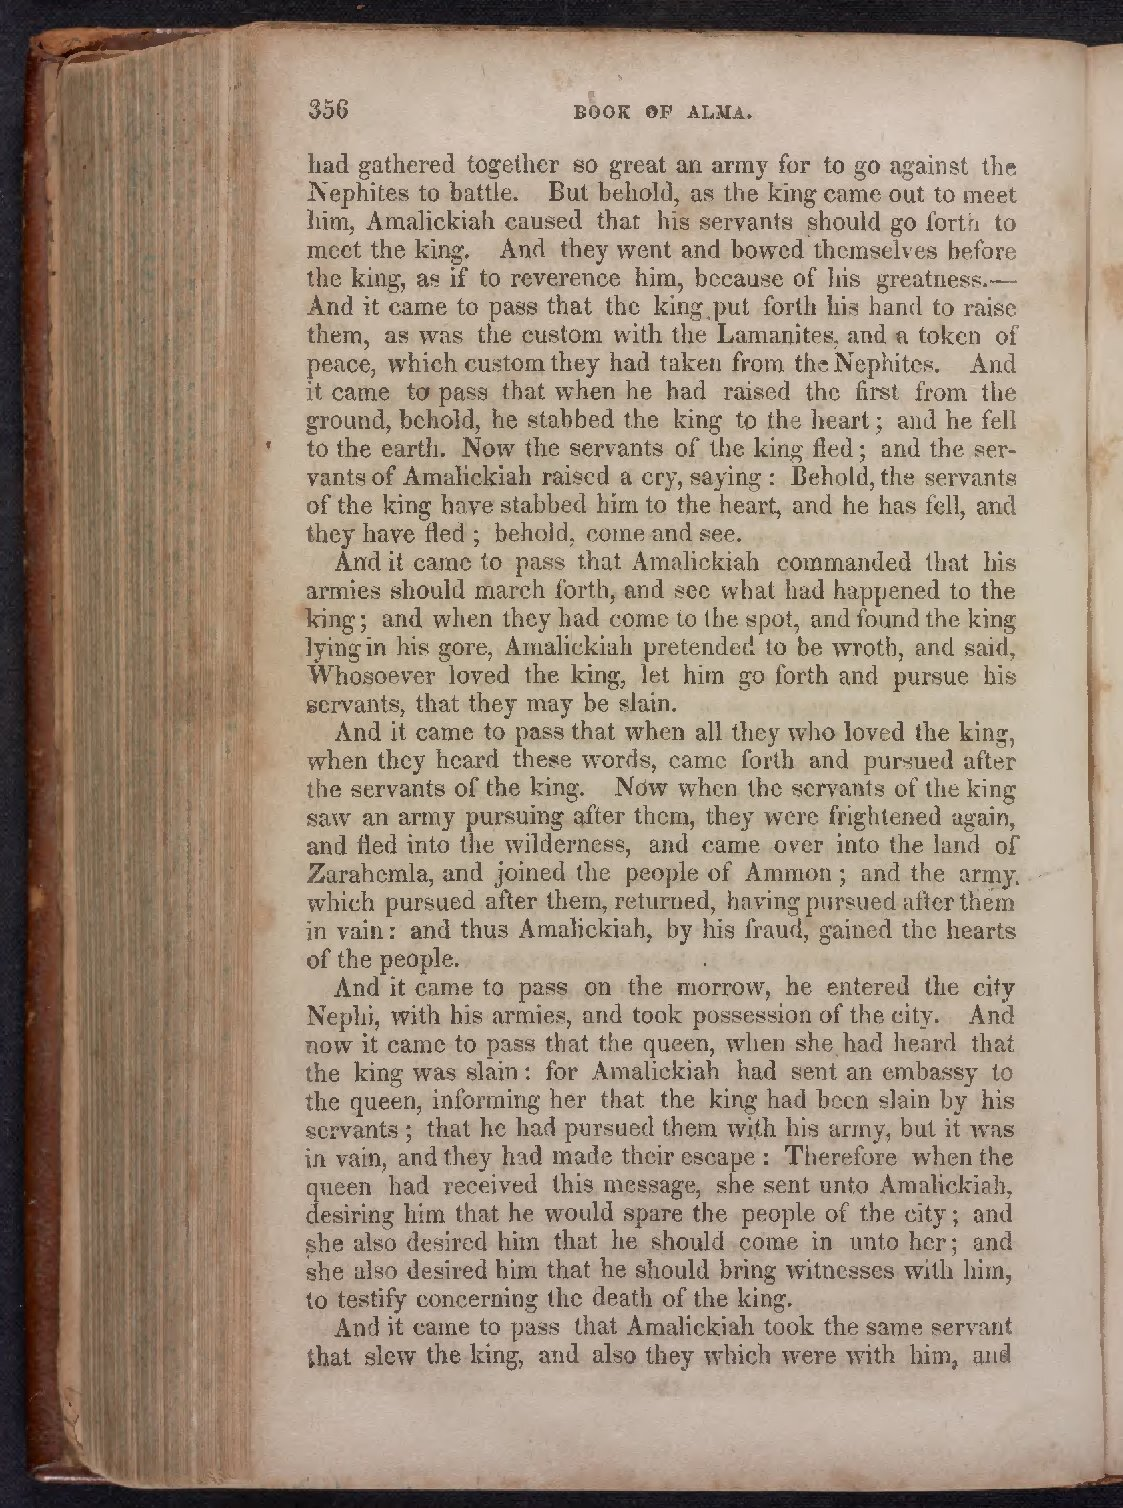 356 BOOK OF ALMA.
had gathered together so great an army for to go against the
Nephites to battle. But behold, as the king came out to meet
him, Amalickiah caused that his servants should go forth to
meet the king. And they went and bowed themselves before
the king, as if to reverence him, because of his greatness.—
And it came to pass that the king put forth his hand to raise
them, as was the custom with the Lamanites, and a token of
peace, which custom they had taken from the Nephites. And
it came to pass that when he had raised the first from the
ground, behold, he stabbed the king to the heart; and he fell
to the earth. Now the servants of the king fled; and the ser-
vants of Amalickiah raised a cry, saying: Behold, the servants
of the king have stabbed him to the heart, and he has fell, and
they have fled; behold, come and see.
And it came to pass that Amalickiah commanded that his
armies should march forth, and see what had happened to the
king; and when they had come to the spot, and found the king
lying in his gore, Amalickiah pretended to be wroth, and said,
Whosoever loved the king, let him go forth and pursue his
servants, that they may be slain.
And it came to pass that when all they who loved the king,
when they heard these words, came forth and pursued after
the servants of the king. Now when the servants of the king
saw an army pursuing after them, they were frightened again,
and fled into the wilderness, and came over into the land of
Zarahemla, and joined the people of Ammon; and the army,
which pursued after them, returned, having pursued after them
in vain: and thus Amalickiah, by his fraud, gained the hearts
of the people.
And it came to pass on the morrow, he entered the city
Nephi, with his armies, and took possession of the city. And
now it came to pass that the queen, when she had heard that
the king was slain: for Amalickiah had sent an embassy to
the queen, informing her that the king had been slain by his
servants; that he had pursued them with his army, but it was
in vain, and they had made their escape: Therefore when the
queen had received this message, she sent unto Amalickiah,
desiring him that he would spare the people of the city; and
she also desired him that he should come in unto her; and
she also desired him that he should bring witnesses with him,
to testify concerning the death of the king.
And it came to pass that Amalickiah took the same servant
that slew the king, and also they which were with him, and